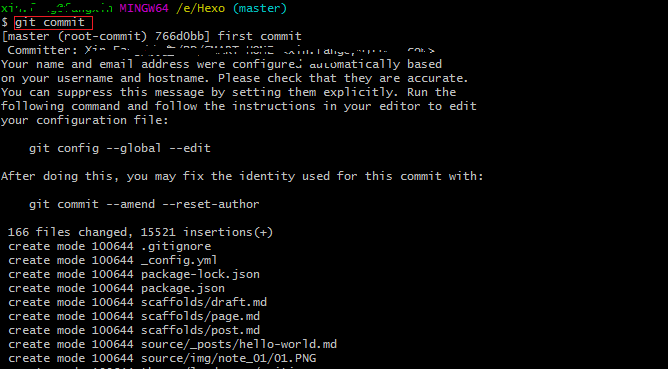 MINGW64 /e/Hexo (master)
$ git commit
[master (root-commit) 766d0bb] first commit
Committer:
Your name and email address were configured automatically based
on your username and hostname. Please check that they are accurate.
You can suppress this message by setting them explicitly. Run the
following command and follow the instructions in your editor to edit
your configuration file:
git config --global --edit
After doing this, you may fix the identity used for this commit with:
git commit --amend --reset-author
166 files changed, 15521 insertions(+)
create mode 100644 .gitignore
create mode 100644 _config.yml
create mode 100644 package-lock.json
create mode 100644 package.json
create mode 100644 scaffolds/draft.md
create mode 100644 scaffolds/page.md
create mode 100644 scaffolds/post.md
create mode 100644 source/_posts/hello-world.md
create mode 100644 source/img/note_01/01.PNG